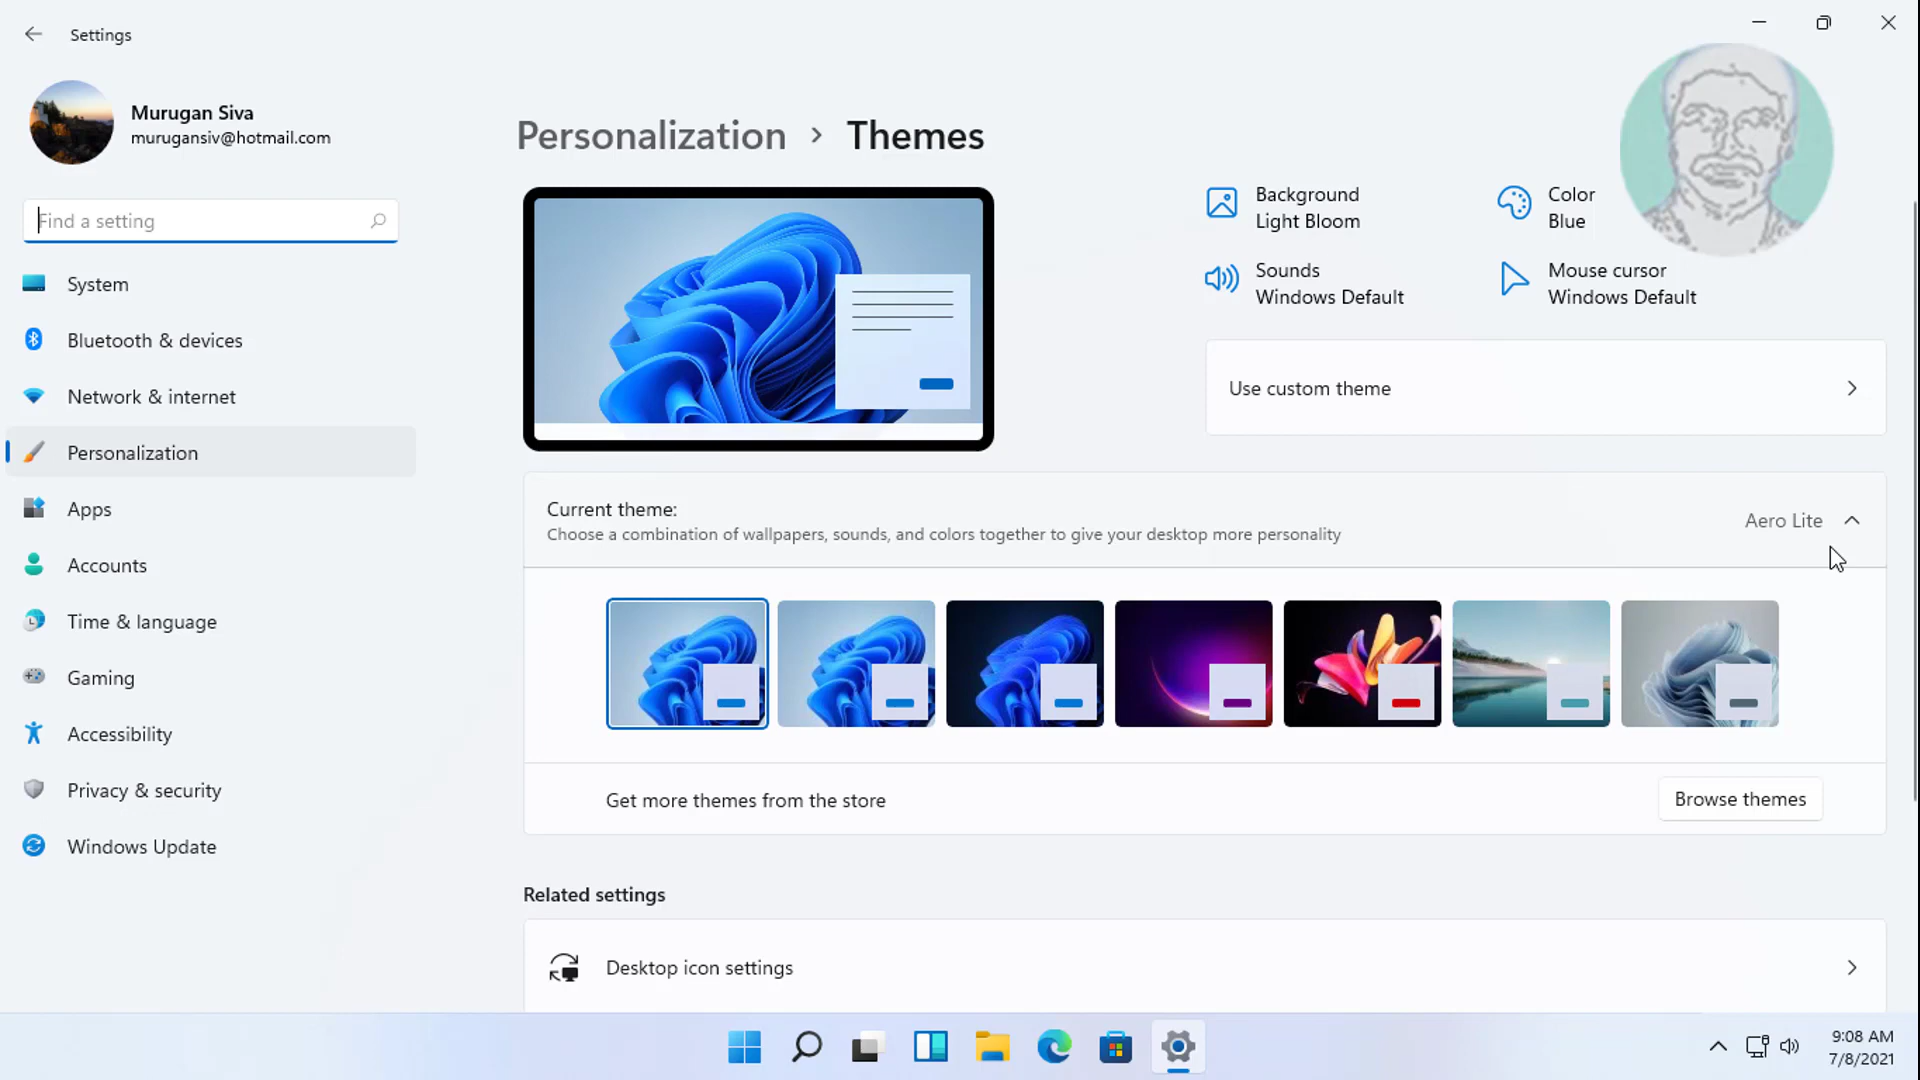 Settings
Murugan Siva
murugansiv@hotmail.com
Find a setting
System
Bluetooth & devices
Network & internet
Personalization
Apps
Accounts
Time & language
Gaming
Accessibility
Privacy & security
Windows Update
Personalization > Themes
Background
Light Bloom
Color
Blue
Sounds
Windows Default
Mouse cursor
Windows Default
Use custom theme
Current theme:
Choose a combination of wallpapers, sounds, and colors together to give your desktop more personality
Aero Lite
Get more themes from the store
Browse themes
Related settings
Desktop icon settings
9:08 AM
7/8/2021